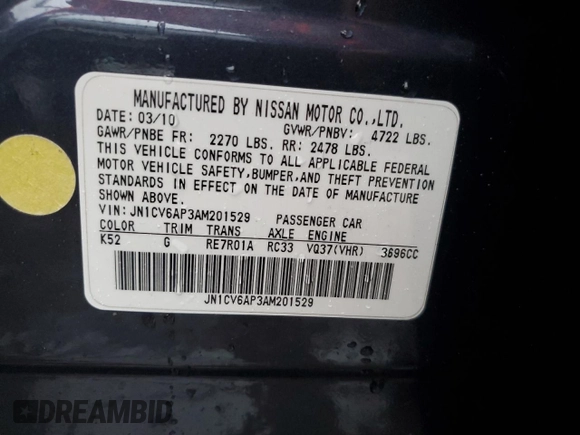 MANUFACTURED BY NISSAN MOTOR CO.,LTD.
DATE: 03/10 GVWR/PNBV: 4722 LBS.
GAWR/PNBE FR: 2270 LBS. RR: 2478 LBS.
THIS VEHICLE CONFORMS TO ALL APPLICABLE FEDERAL
MOTOR VEHICLE SAFETY,BUMPER,AND THEFT PREVENTION
STANDARDS IN EFFECT ON THE DATE OF MANUFACTURE
SHOWN ABOVE.
VIN: JN1CV6AP3AM201529 PASSENGER CAR
COLOR TRIM TRANS AXLE ENGINE
K52 G RE7R01A RC33 VQ37(VHR) 3696CC
JN1CV6AP3AM201529
DREAMBID